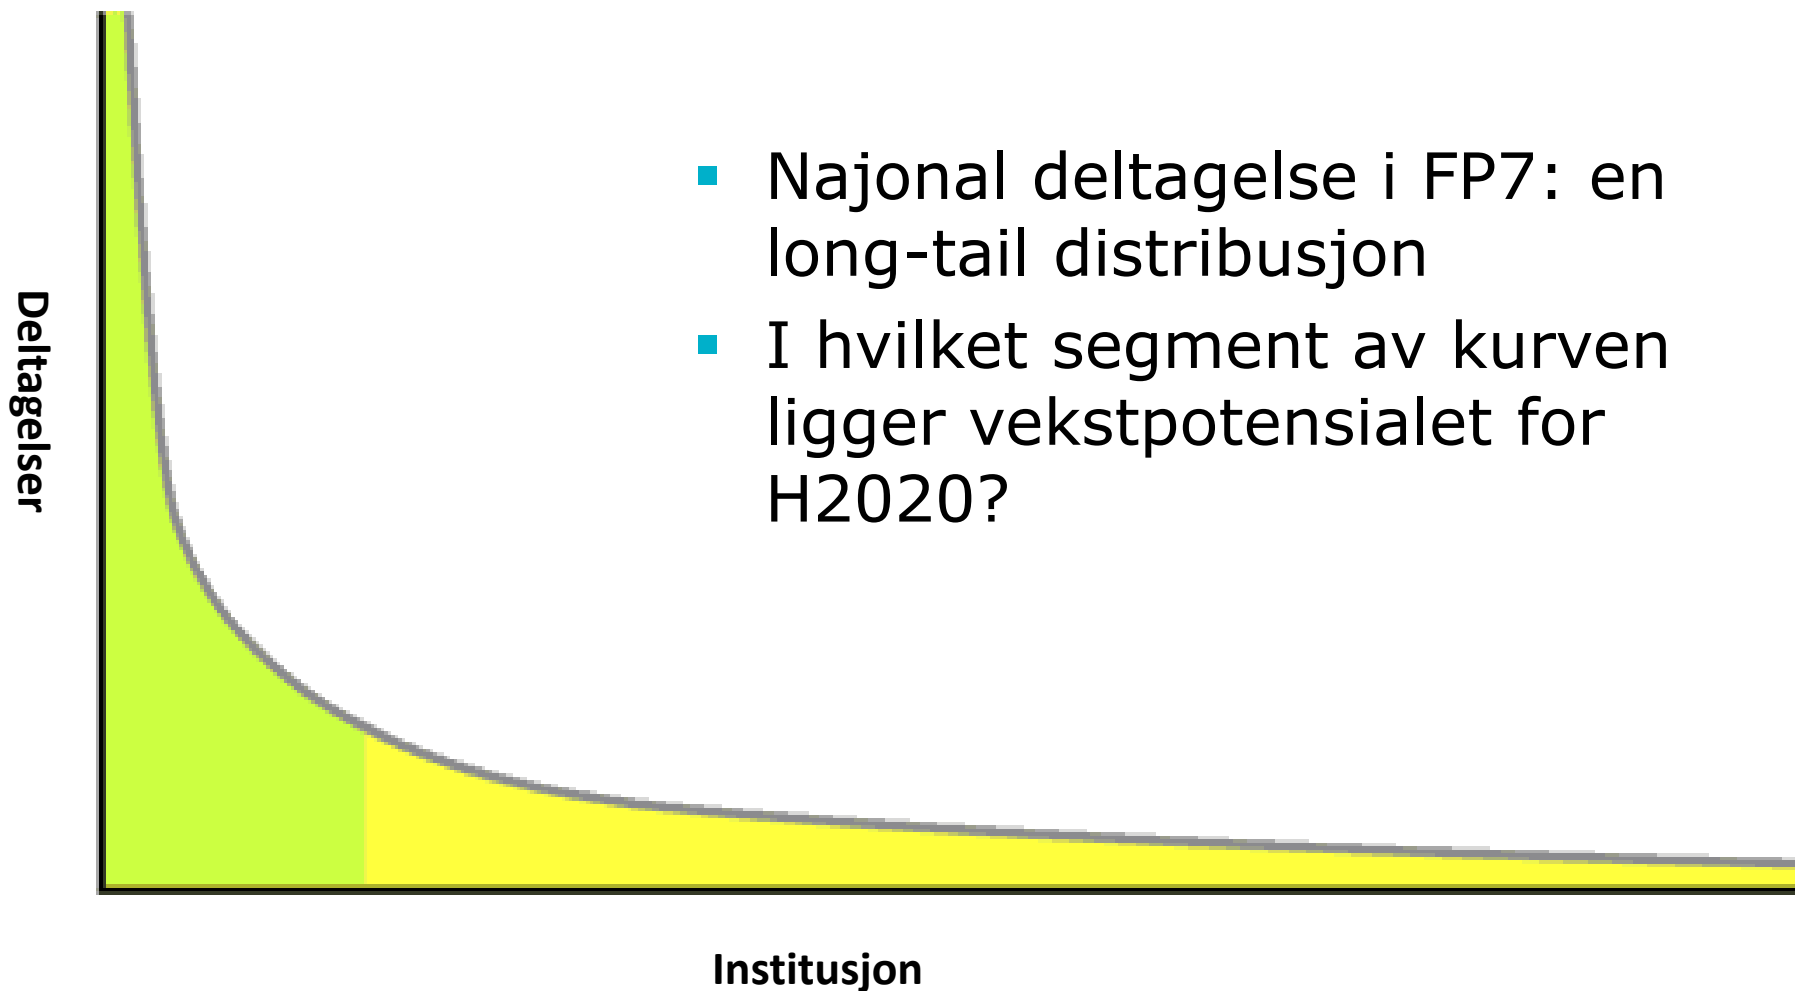 Deltagelser
Najonal deltagelse i FP7: en
long-tail distribusjon
I hvilket segment av kurven
ligger vekstpotensialet for
H2020?
Institusjon